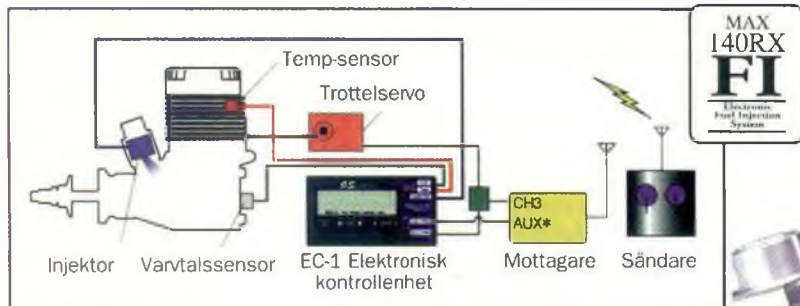 Temp-sensor
Trottelservo
CH3
AUX*
Injektor
Varvtalssensor
EC-1 Elektronisk
kontrollenhet
Mottagare
Sändare
MAX
140RX
FI
Electronic
Fuel Injection
System